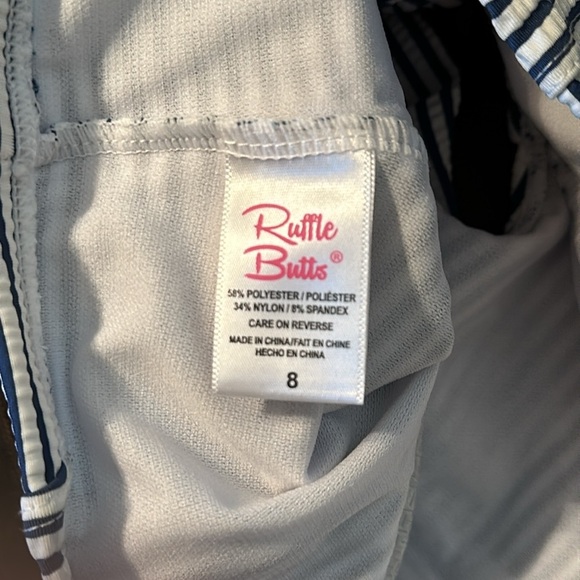 Ruffle
Butts®
58% POLYESTER / POLIÉSTER
34% NYLON / 8% SPANDEX
CARE ON REVERSE
MADE IN CHINA/FAIT EN CHINE
HECHO EN CHINA
8